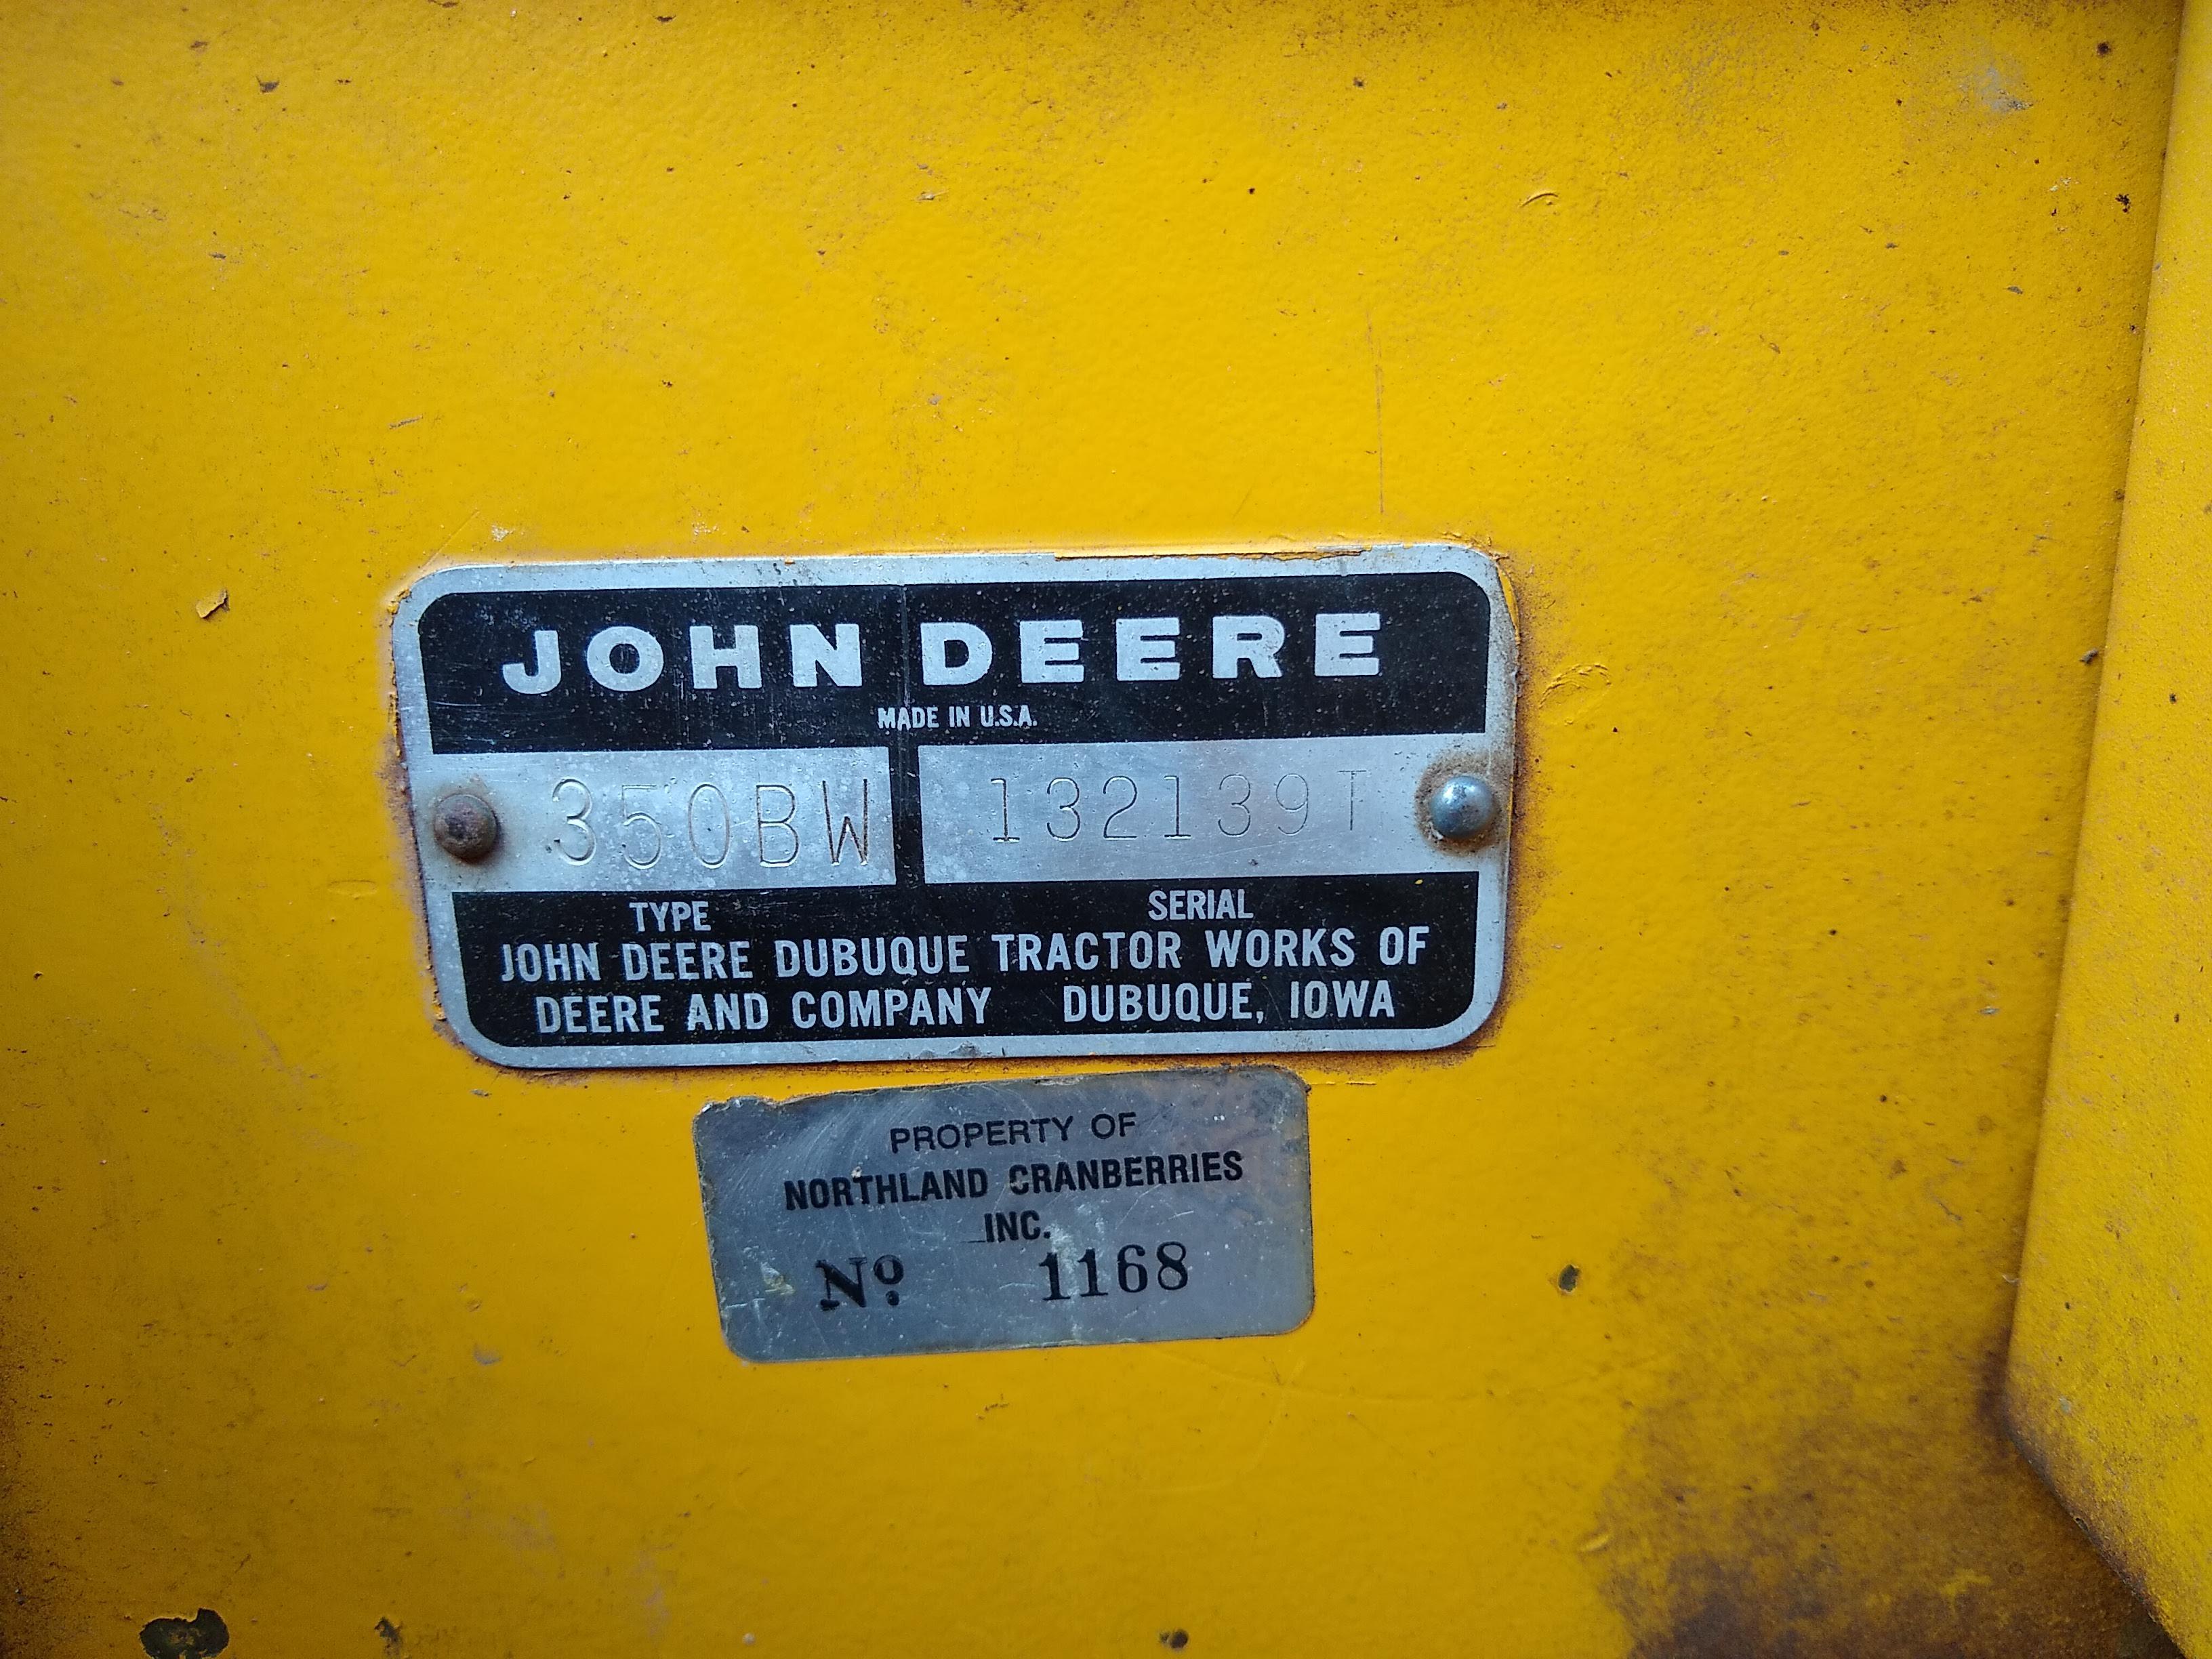 JOHN DEERE
MADE IN U.S.A.
350BW 132139T
TYPE SERIAL
JOHN DEERE DUBUQUE TRACTOR WORKS OF
DEERE AND COMPANY DUBUQUE, IOWA
PROPERTY OF
NORTHLAND CRANBERRIES
INC.
Nº 1168